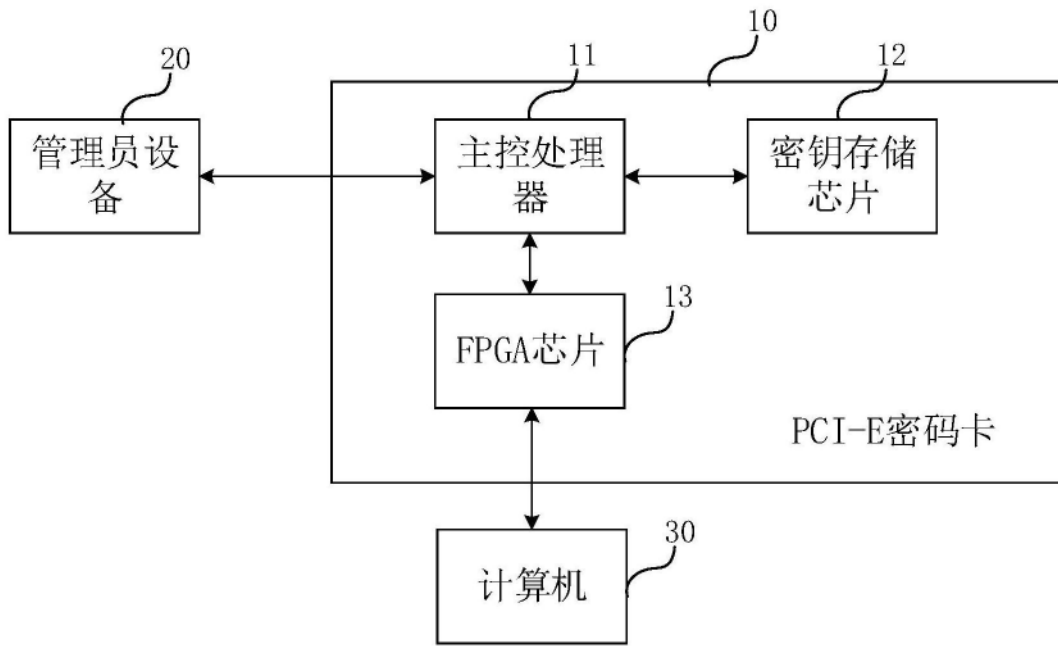 10
20
11
12
管理员设
备
主控处理
器
密钥存储
芯片
13
FPGA芯片
PCI-E密码卡
30
计算机